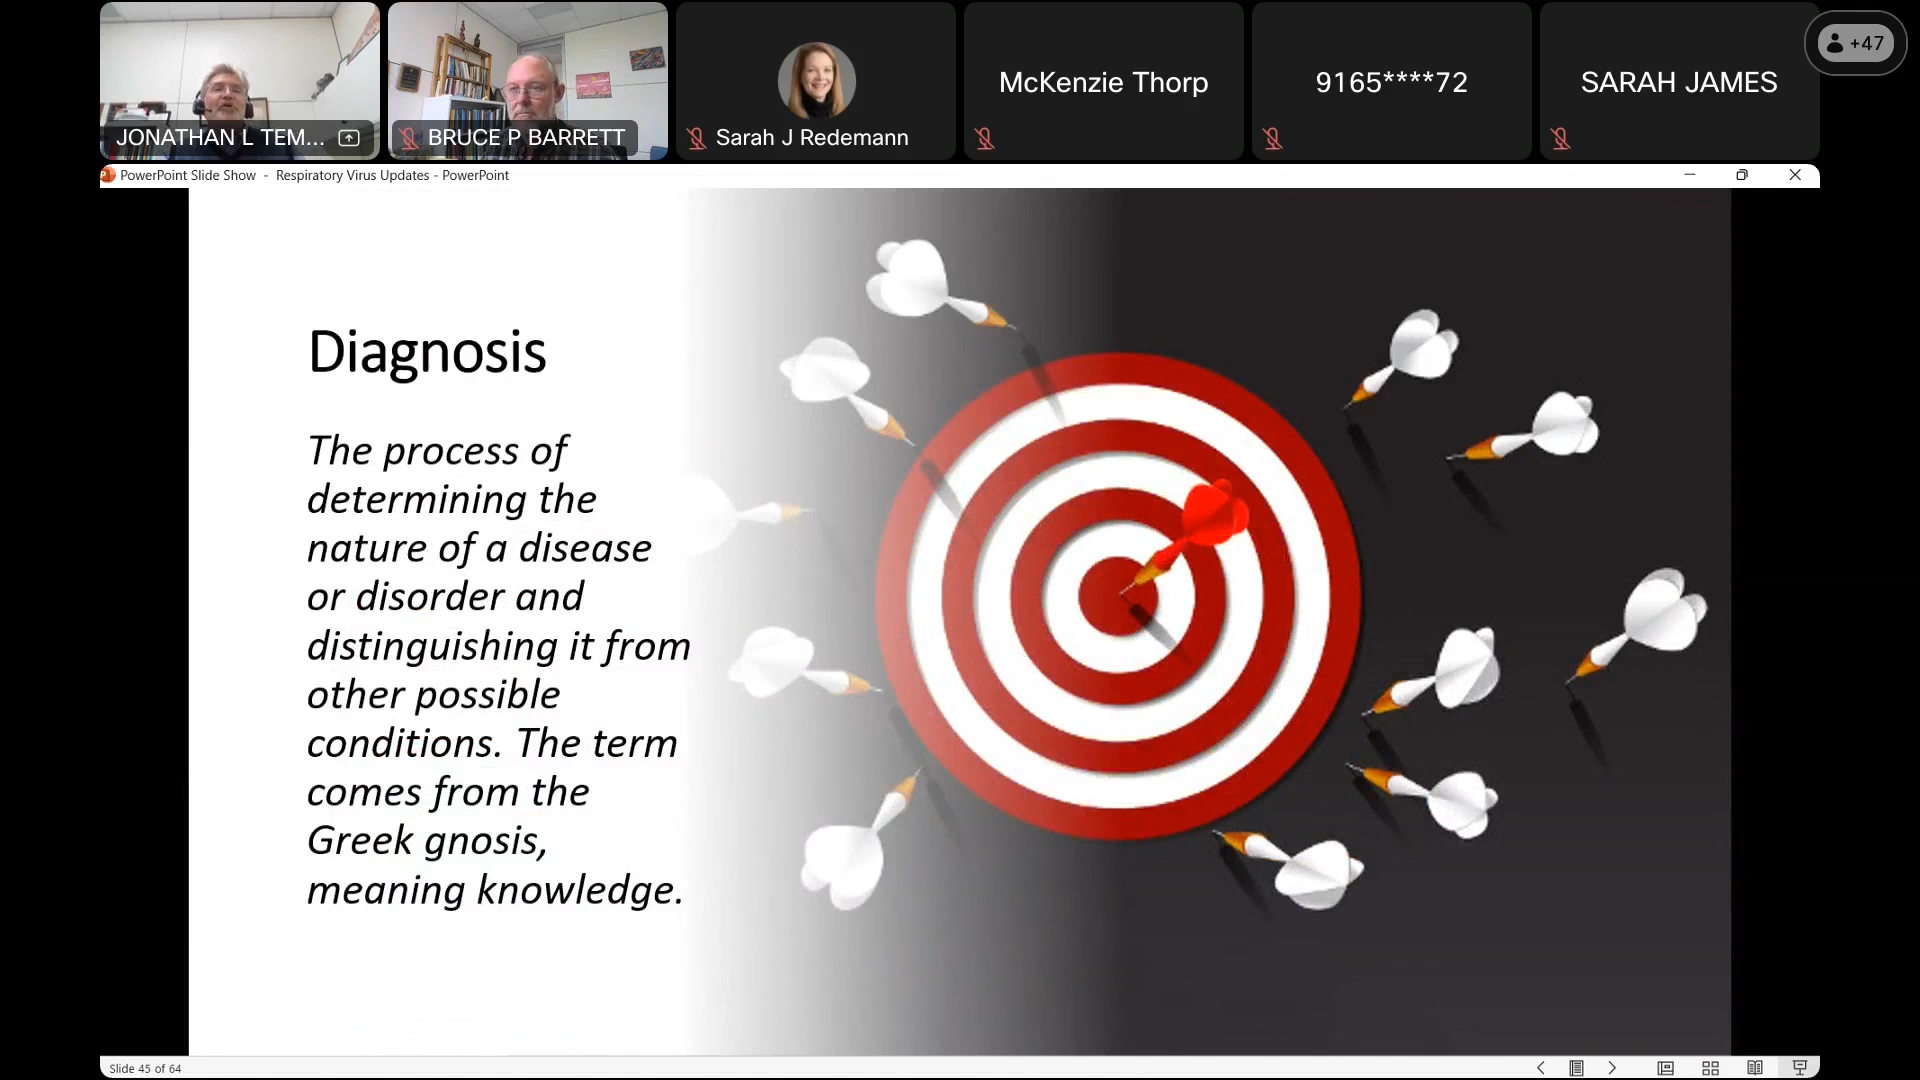 JONATHAN L TEM...
BRUCE P BARRETT
Sarah J Redemann
McKenzie Thorp
9165****72
SARAH JAMES
+47
PowerPoint Slide Show - Respiratory Virus Updates - PowerPoint
Diagnosis
The process of
determining the
nature of a disease
or disorder and
distinguishing it from
other possible
conditions. The term
comes from the
Greek gnosis,
meaning knowledge.
Slide 45 of 64